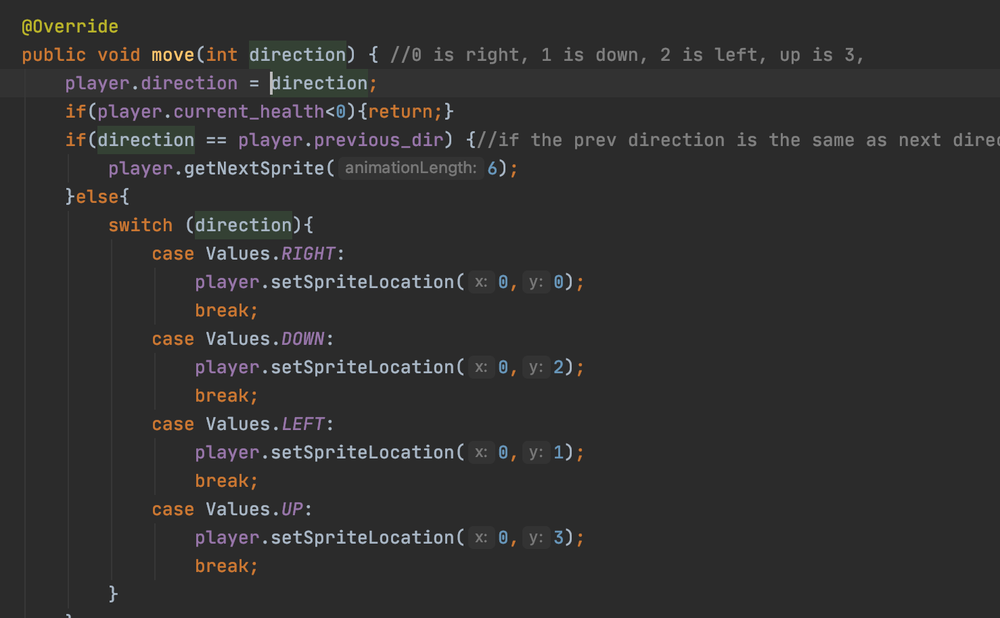 @Override
public void move(int direction) { //0 is right, 1 is down, 2 is left, up is 3,
player.direction = direction;
if(player.current_health<0){return;}
if(direction == player.previous_dir) {//if the prev direction is the same as next
player.getNextSprite( animationLength: 6);
}else{
switch (direction){
case Values.RIGHT:
player.setSpriteLocation( x: 0, y: 0);
break;
case Values.DOWN:
player.setSpriteLocation( x: 0, y: 2);
break;
case Values.LEFT:
player.setSpriteLocation( x: 0, y: 1);
break;
case Values.UP:
player.setSpriteLocation( x: 0, y: 3);
break;
}